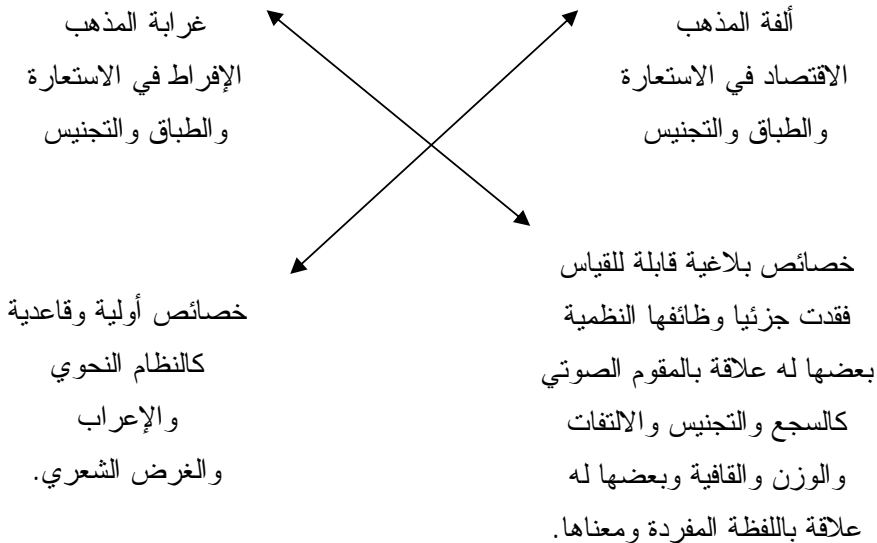 ألفة المذهب
الاقتصاد في الاستعارة
والطباق والتجنيس
غرابة المذهب
الإفراط في الاستعارة
والطباق والتجنيس
خصائص بلاغية قابلة للقياس
فقدت جزئيا وظائفها النظمية
بعضها له علاقة بالمقوم الصوتي
كالسجع والتجنيس والالتفات
والوزن والقافية وبعضها له
علاقة باللفظة المفردة ومعناها.
خصائص أولية وقاعدية
كالنظام النحوي
والإعراب
والغرض الشعري.